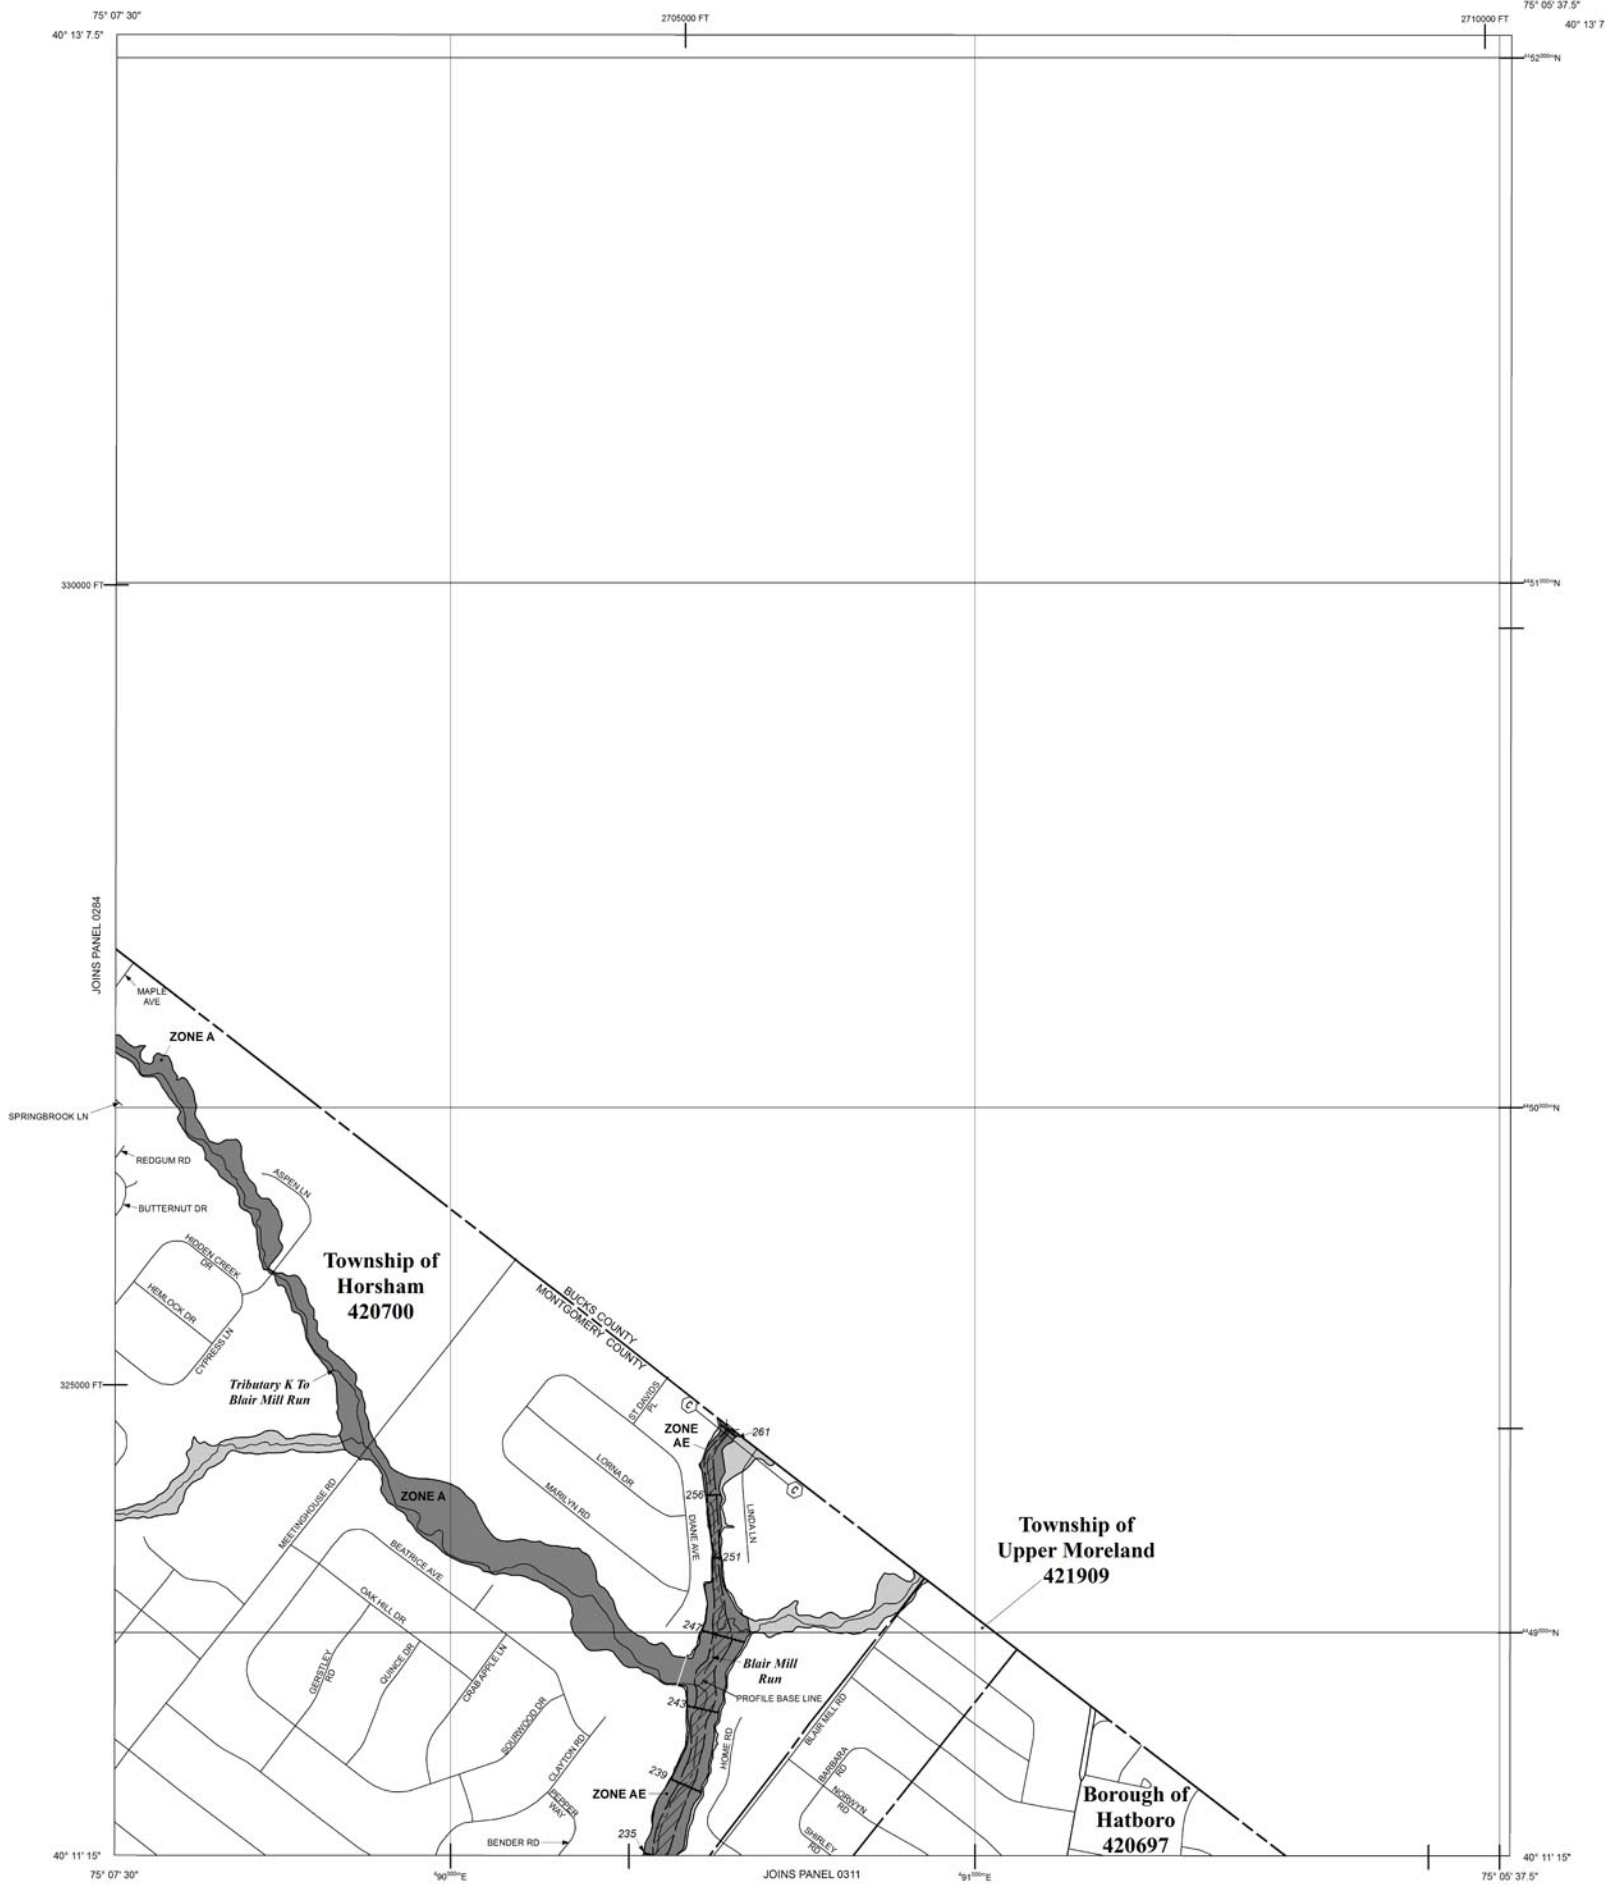 75° 07' 30"
2705000 FT
2710000 FT
75° 05' 37.5"
40° 13' 7.5"
40° 13' 7
4452000mN
330000 FT
4451000mN
JOINS PANEL 0284
MAPLE
AVE
ZONE A
SPRINGBROOK LN
4450000mN
REDGUM RD
ASPEN LN
BUTTERNUT DR
HIDDEN CREEK
DR
HEMLOCK DR
CYPRESS LN
Township of
Horsham
420700
BUCKS COUNTY
MONTGOMERY COUNTY
325000 FT
Tributary K To
Blair Mill Run
ST DAVIDS
PL
C
ZONE
AE
261
LORNA DR
MARILYN RD
256
C
DIANE AVE
LINDA LN
251
ZONE A
MEETINGHOUSE RD
BEATRICE AVE
OAK HILL DR
Township of
Upper Moreland
421909
247
4449000mN
GERSTLEY
RD
QUINCE DR
CRAB APPLE LN
Blair Mill
Run
PROFILE BASE LINE
243
SOURWOOD DR
CLAYTON RD
HOME RD
BLAIR MILL RD
BARBARA
RD
239
ZONE AE
PEPPER
WAY
NORWYN
RD
Borough of
Hatboro
420697
235
BENDER RD
SHIRLEY
RD
40° 11' 15"
40° 11' 15"
75° 07' 30"
490000mE
JOINS PANEL 0311
491000mE
75° 05' 37.5"